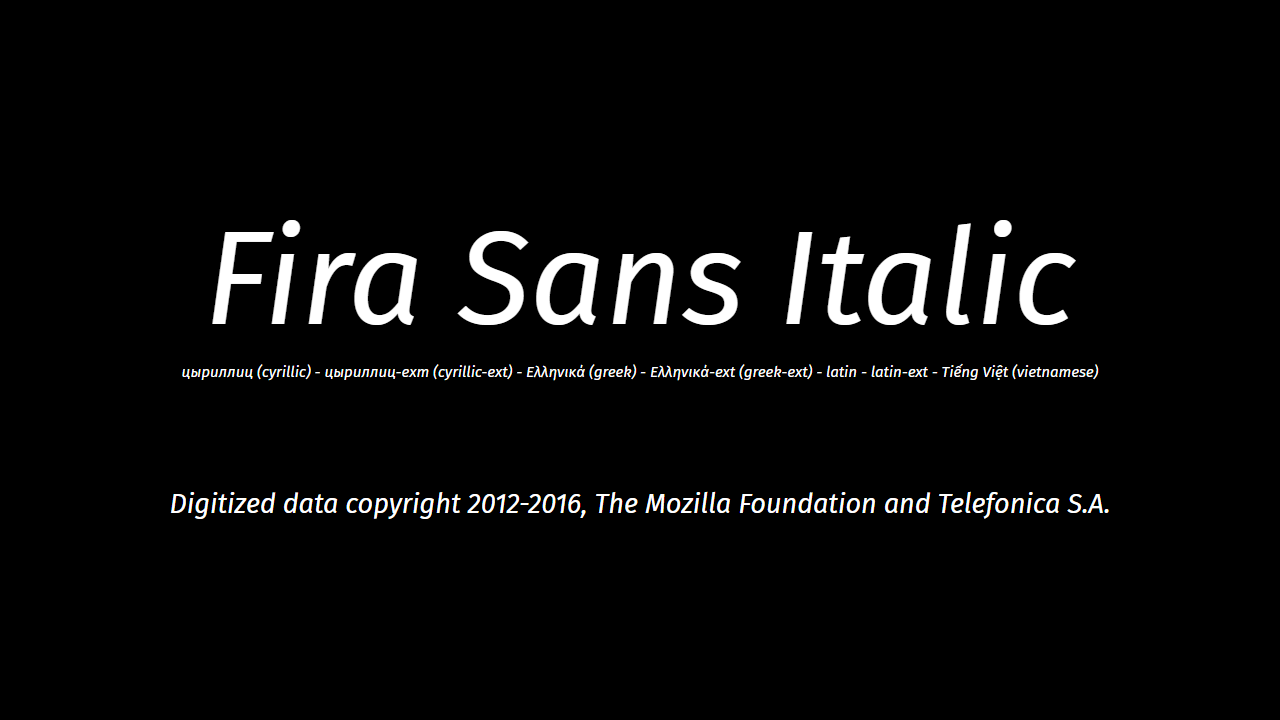 Fira Sans Italic
цыриллиц (cyrillic) - цыриллиц-ext (cyrillic-ext) - Ελληνικά (greek) - Ελληνικά-ext (greek-ext) - latin - latin-ext - Tiếng Việt (vietnamese)
Digitized data copyright 2012-2016, The Mozilla Foundation and Telefonica S.A.